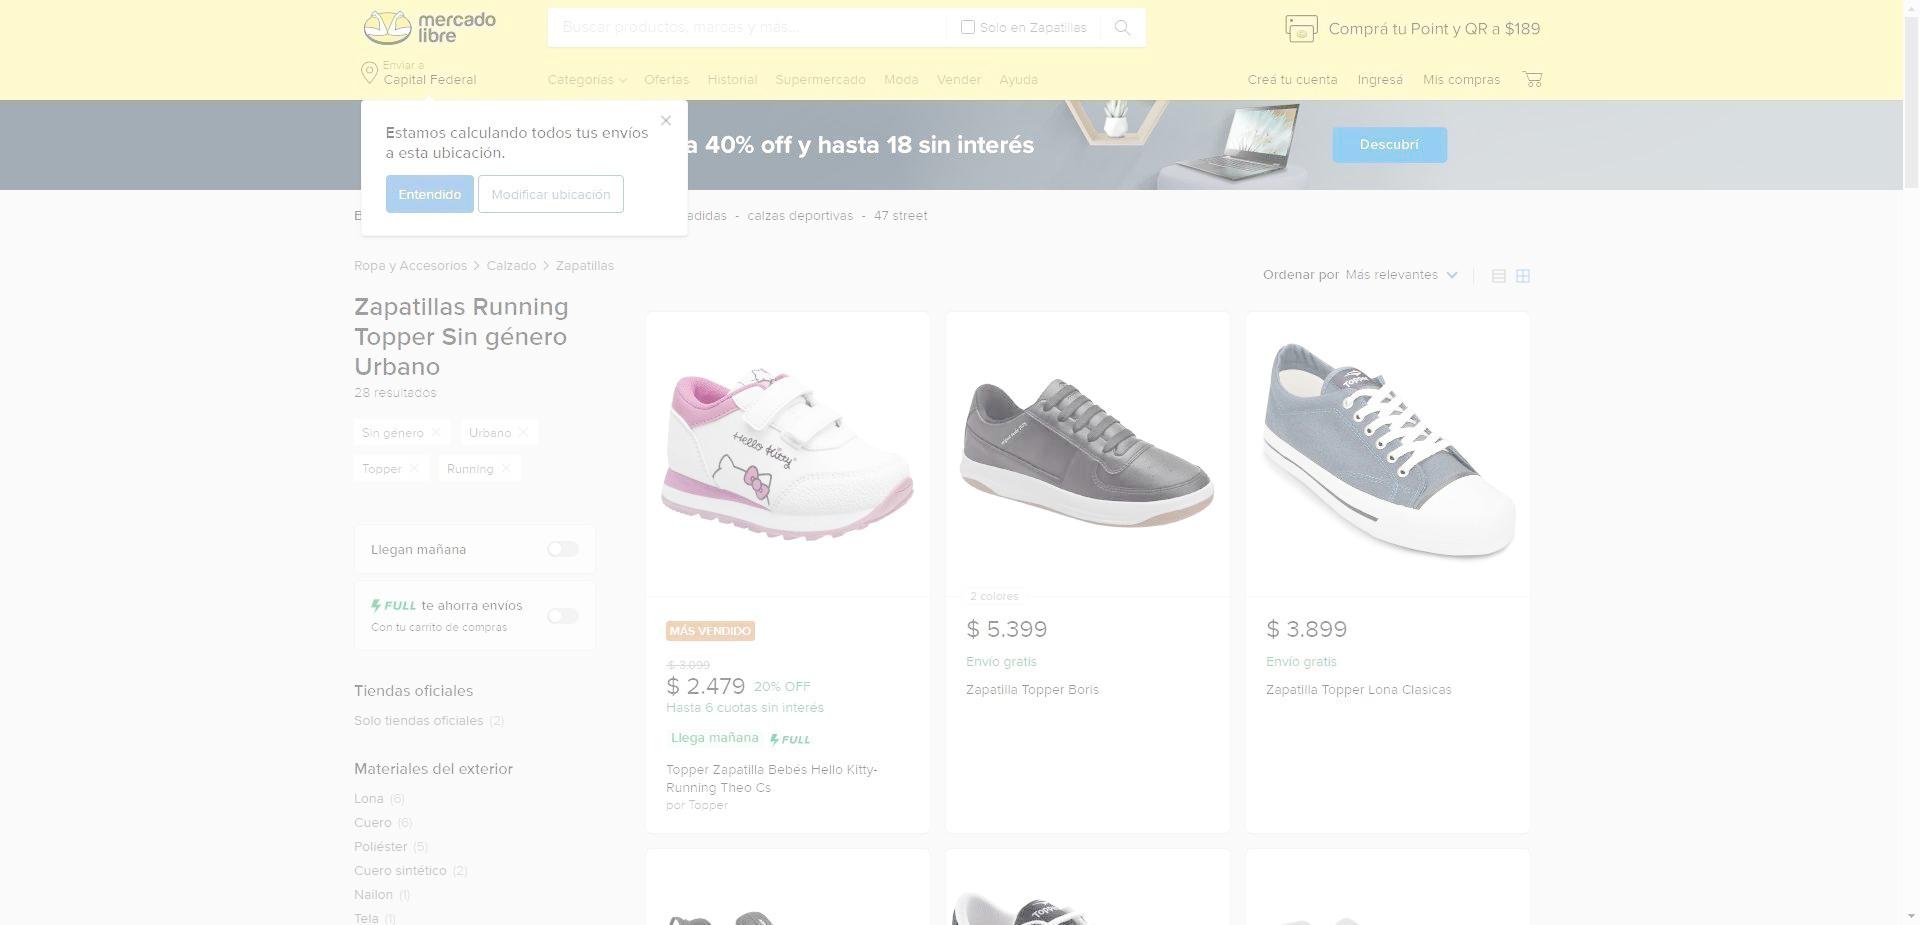 mercado
libre
Buscar productos, marcas y más...
Solo en Zapatillas
Comprá tu Point y QR a $189
Enviar a
Capital Federal
Categorías
Ofertas
Historial
Supermercado
Moda
Vender
Ayuda
Creá tu cuenta
Ingresá
Mis compras
Estamos calculando todos tus envíos
a esta ubicación.
Entendido
Modificar ubicación
a 40% off y hasta 18 sin interés
Descubrí
adidas - calzas deportivas - 47 street
Ropa y Accesorios > Calzado > Zapatillas
Ordenar por Más relevantes
Zapatillas Running
Topper Sin género
Urbano
28 resultados
Sin género
Urbano
Topper
Running
Llegan mañana
FULL te ahorra envíos
Con tu carrito de compras
Tiendas oficiales
Solo tiendas oficiales (2)
Materiales del exterior
Lona (6)
Cuero (6)
Poliéster (5)
Cuero sintético (2)
Nailon (1)
Tela (1)
Hello Kitty
MÁS VENDIDO
$ 3.099
$ 2.479 20% OFF
Hasta 6 cuotas sin interés
Llega mañana FULL
Topper Zapatilla Bebés Hello Kitty-
Running Theo Cs
por Topper
2 colores
$ 5.399
Envío gratis
Zapatilla Topper Boris
Topper
$ 3.899
Envío gratis
Zapatilla Topper Lona Clasicas
Topper